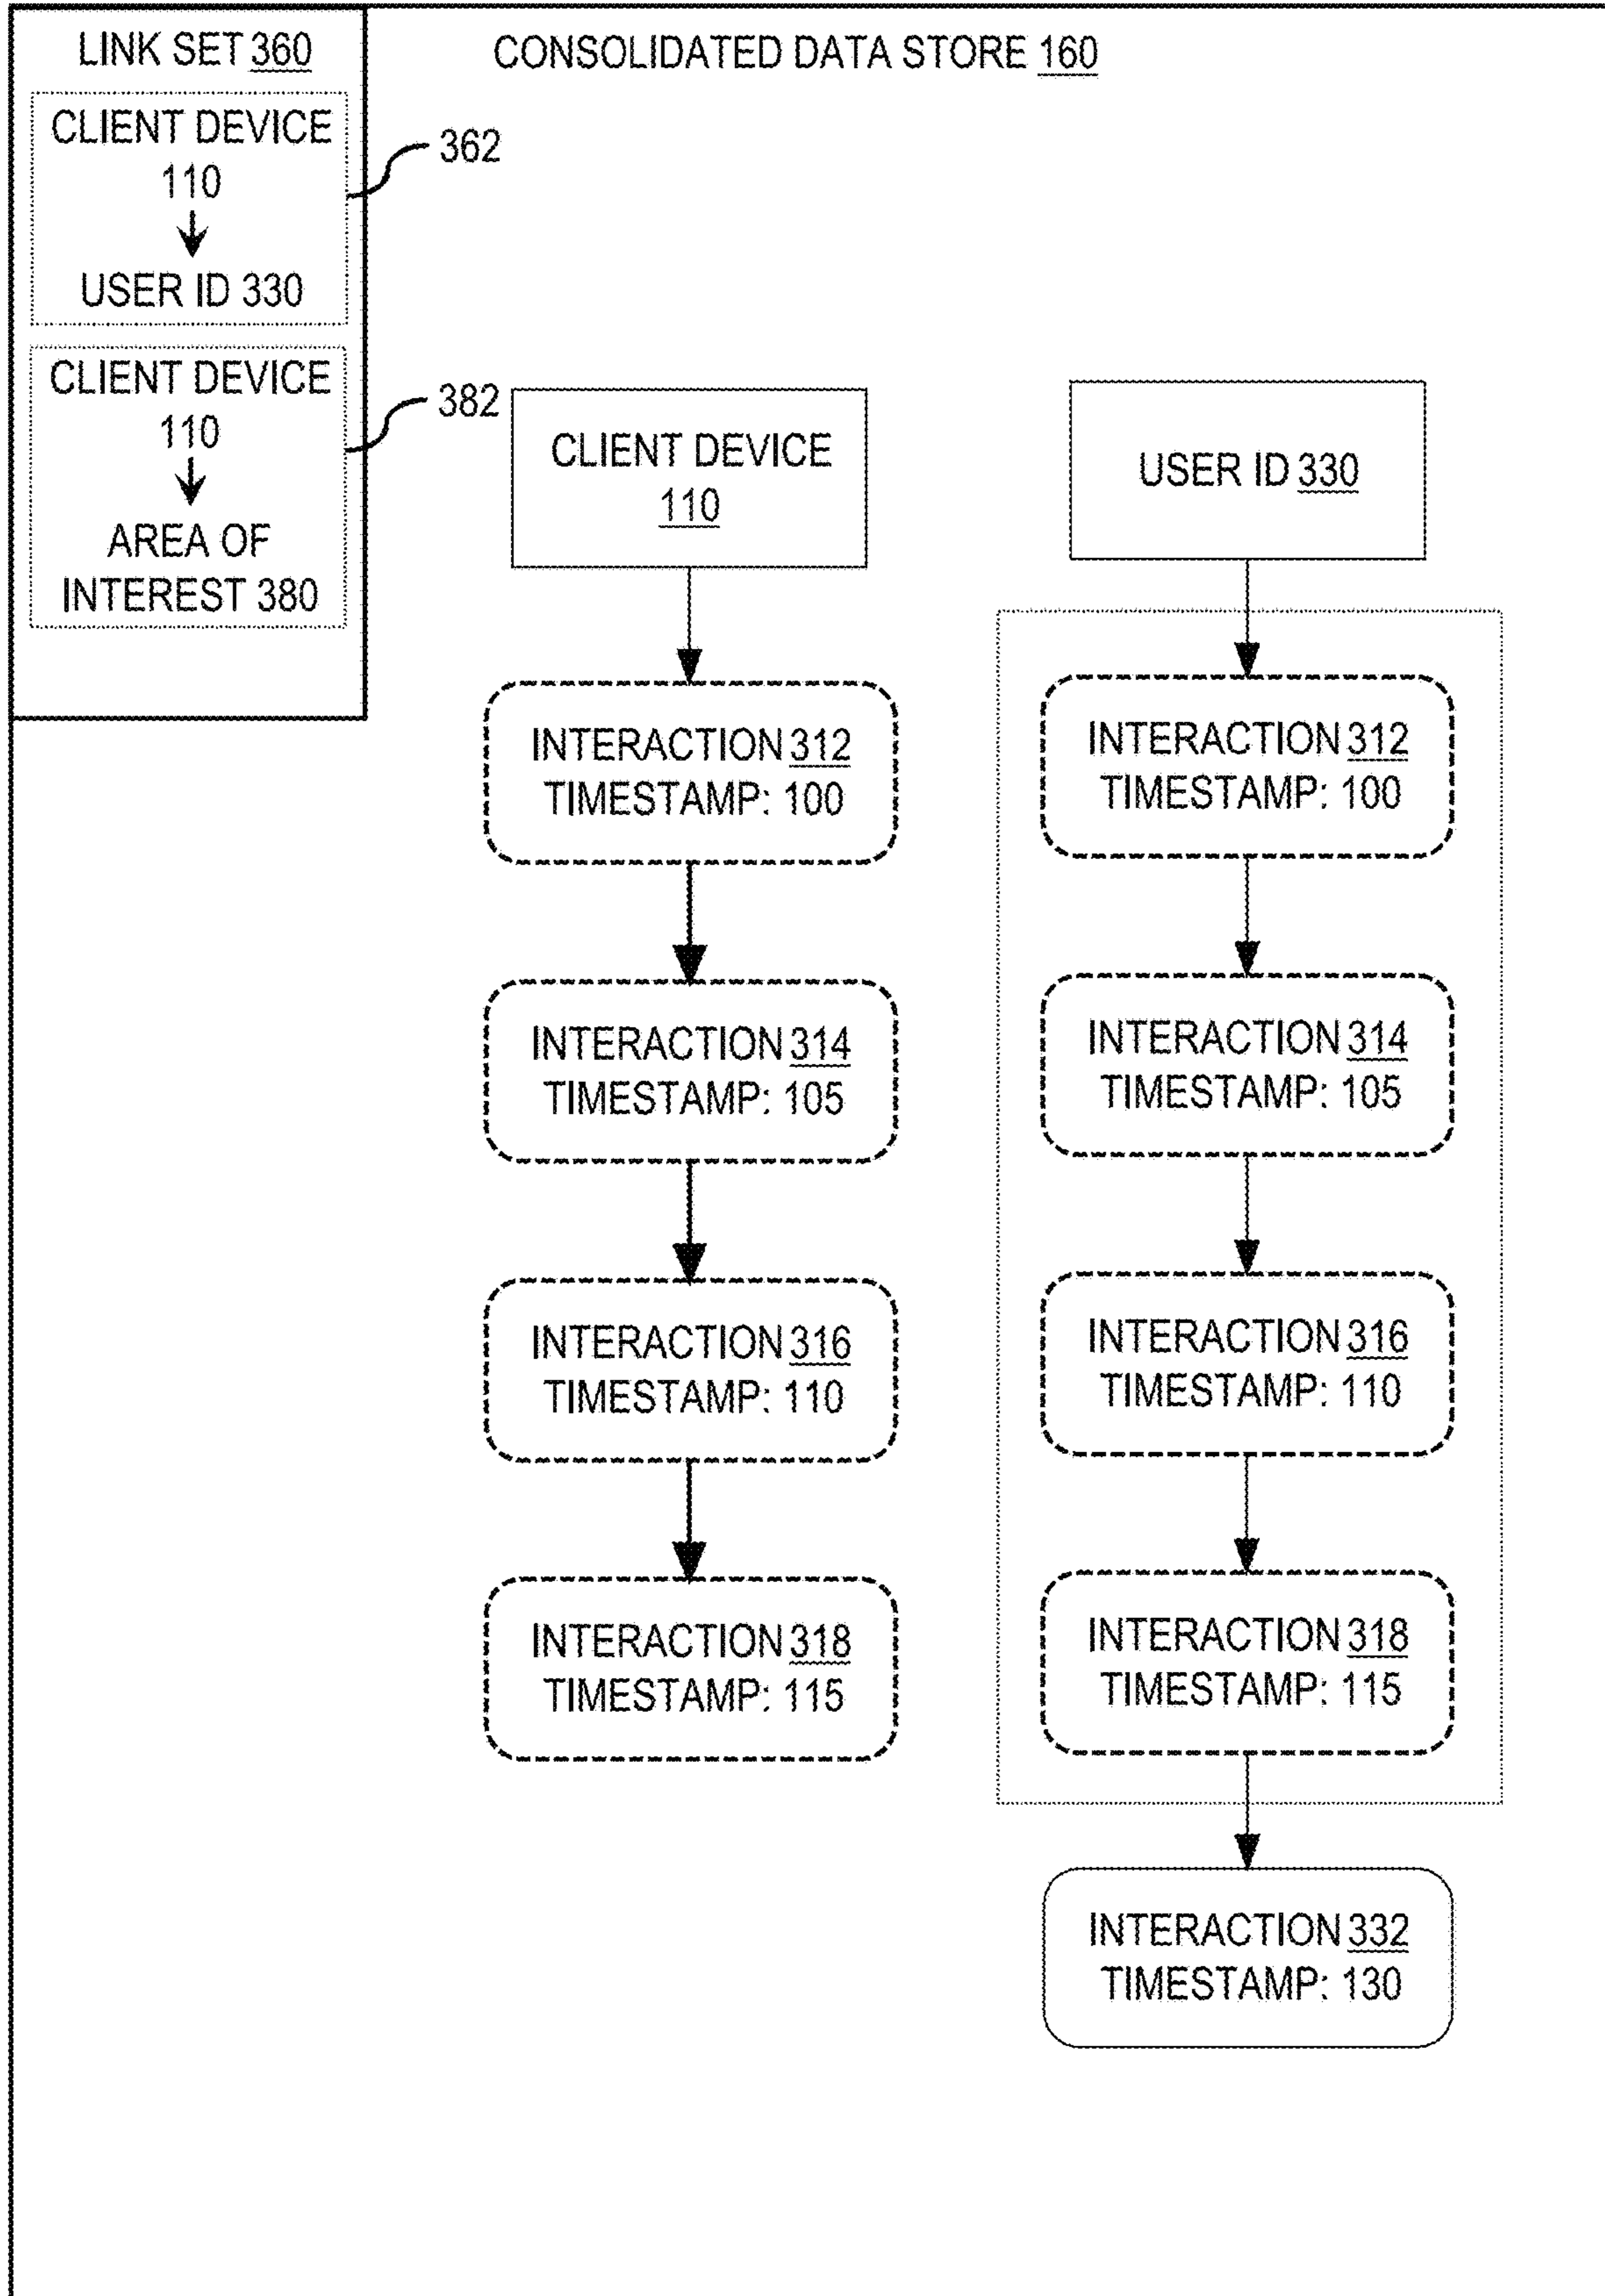 LINK SET 360
CONSOLIDATED DATA STORE 160
CLIENT DEVICE
110
USER ID 330
362
CLIENT DEVICE
110
AREA OF
INTEREST 380
382
CLIENT DEVICE
110
INTERACTION 312
TIMESTAMP: 100
INTERACTION 314
TIMESTAMP: 105
INTERACTION 316
TIMESTAMP: 110
INTERACTION 318
TIMESTAMP: 115
USER ID 330
INTERACTION 312
TIMESTAMP: 100
INTERACTION 314
TIMESTAMP: 105
INTERACTION 316
TIMESTAMP: 110
INTERACTION 318
TIMESTAMP: 115
INTERACTION 332
TIMESTAMP: 130